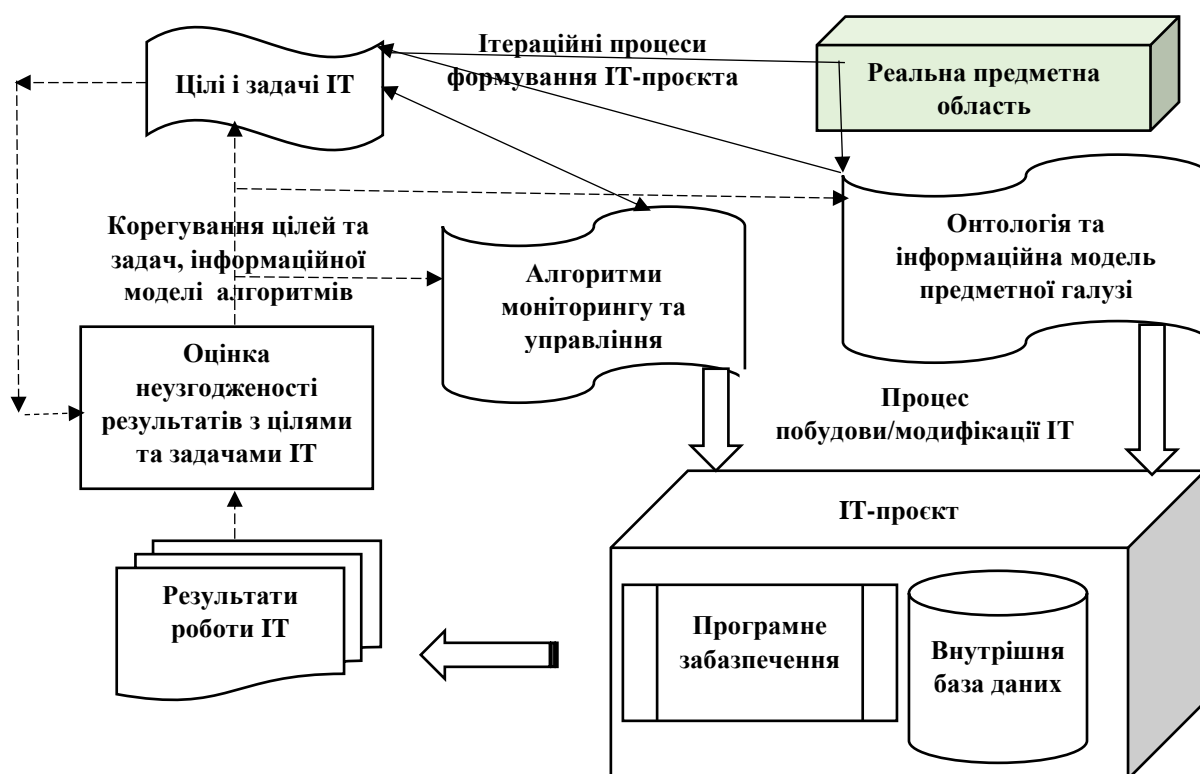 Цілі і задачі ІТ
Ітераційні процеси
формування ІТ-проєкта
Реальна предметна
область
Корегування цілей та
задач, інформаційної
моделі алгоритмів
Алгоритми
моніторингу та
управління
Онтологія та
інформаційна модель
предметної галузі
Оцінка
неузгодженості
результатів з цілями
та задачами ІТ
Процес
побудови/модифікації ІТ
ІТ-проєкт
Результати
роботи ІТ
Програмне
забазпечення
Внутрішня
база даних